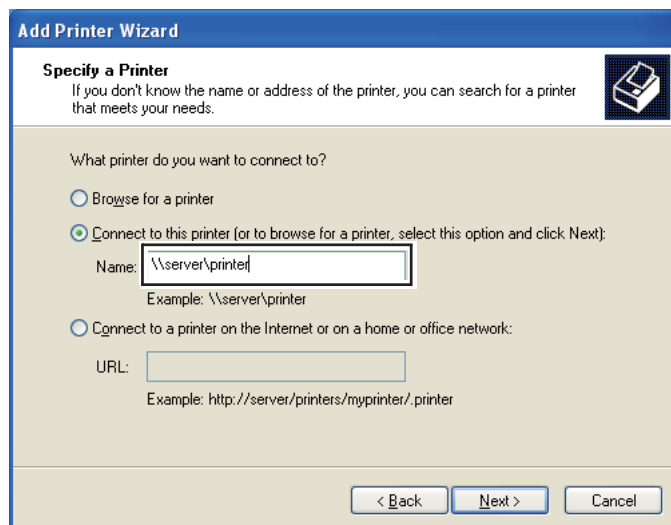 Add Printer Wizard
Specify a Printer
If you don't know the name or address of the printer, you can search for a printer
that meets your needs.
What printer do you want to connect to?
Browse for a printer
Connect to this printer (or to browse for a printer, select this option and click Next):
Name: \\server\printer
Example: \\server\printer
Connect to a printer on the Internet or on a home or office network:
URL:
Example: http://server/printers/myprinter/.printer
< Back Next > Cancel